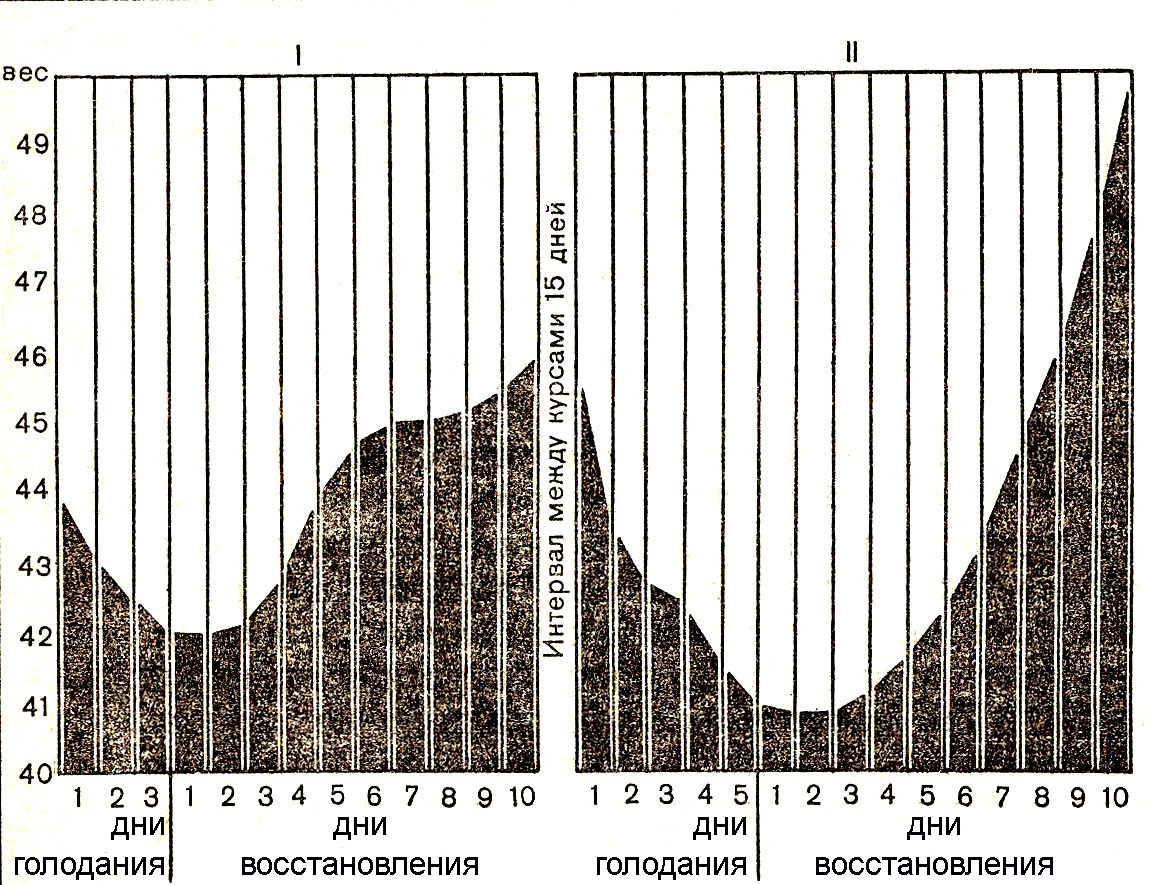 I
II
вес
49
48
47
46
45
44
43
42
41
40
Интервал между курсами 15 дней
1 2 3 1 2 3 4 5 6 7 8 9 10
1 2 3 4 5 1 2 3 4 5 6 7 8 9 10
дни
голодания
дни
восстановления
дни
голодания
дни
восстановления